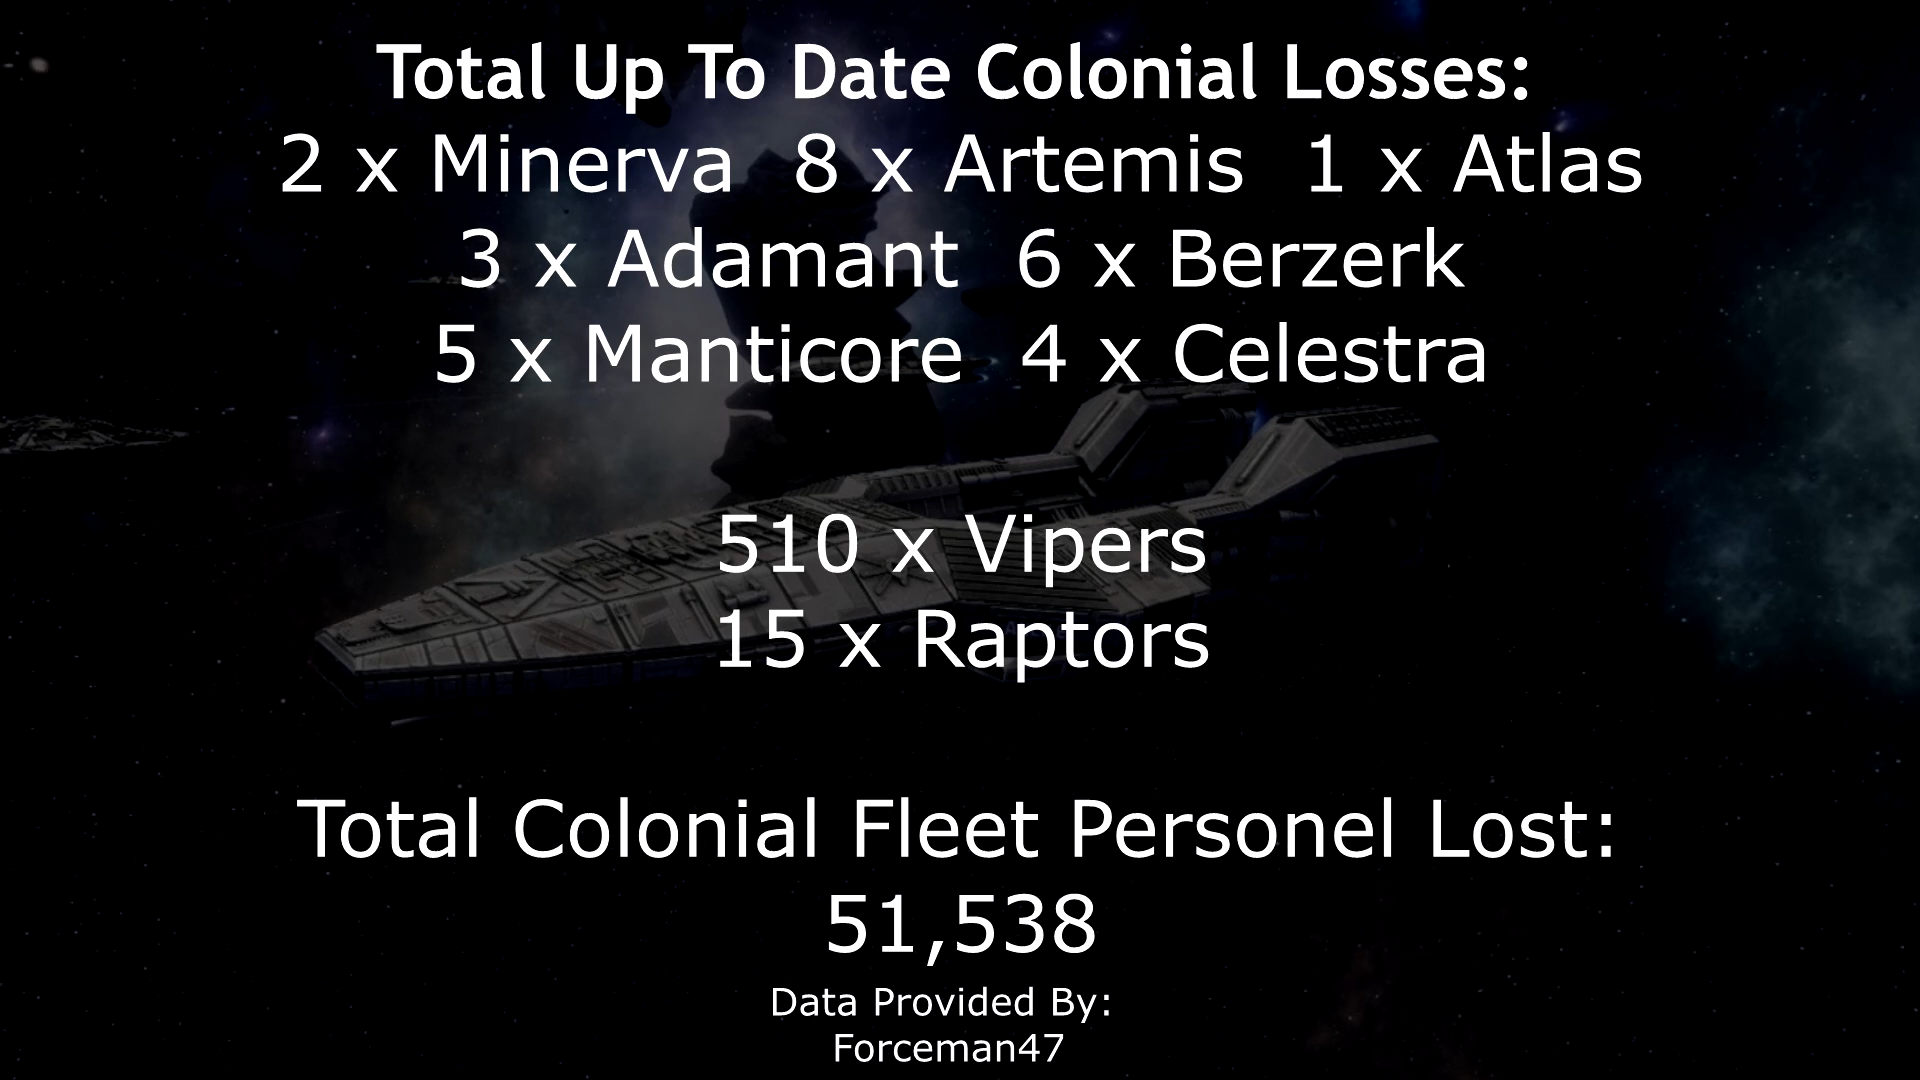 Total Up To Date Colonial Losses:
2 x Minerva  8 x Artemis  1 x Atlas
3 x Adamant  6 x Berzerk
5 x Manticore  4 x Celestra
510 x Vipers
15 x Raptors
Total Colonial Fleet Personel Lost:
51,538
Data Provided By:
Forceman47